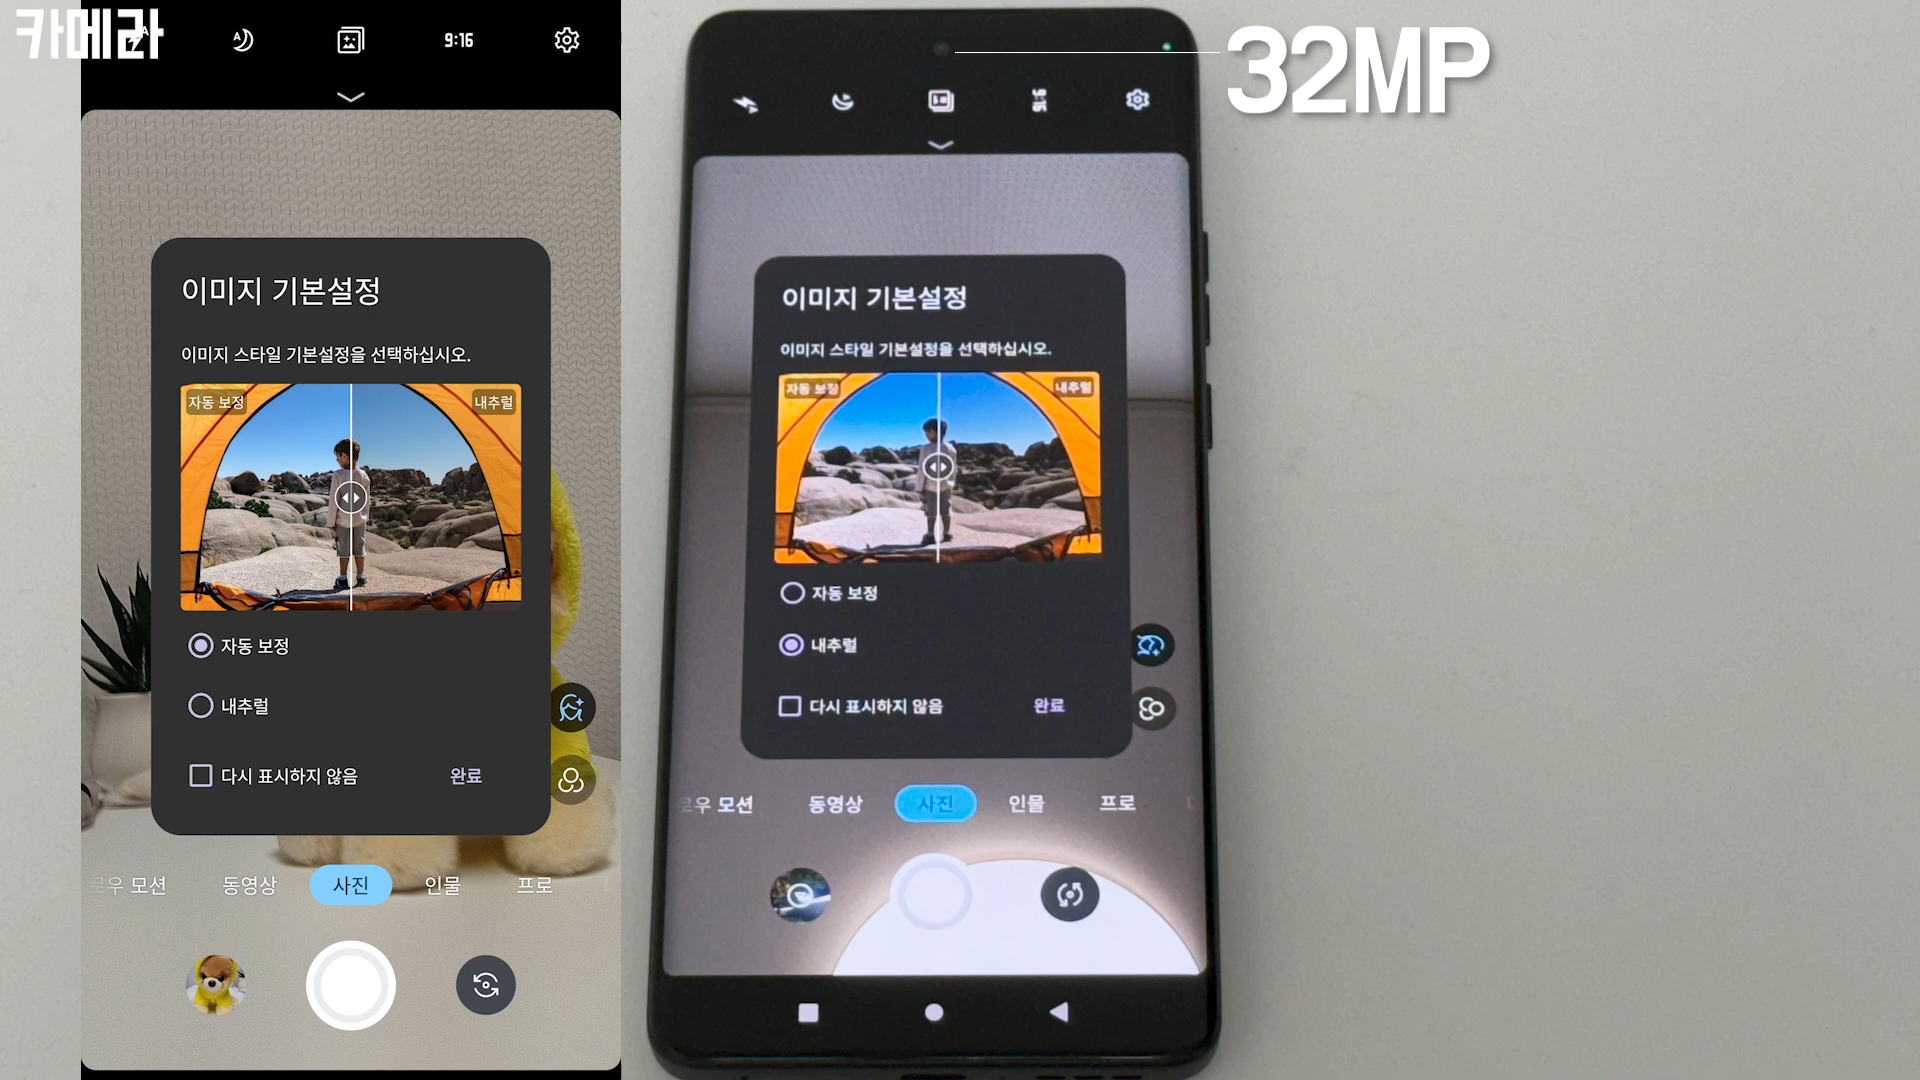 카메라
9:16
이미지 기본설정
이미지 스타일 기본설정을 선택하십시오.
자동 보정
내추럴
자동 보정
내추럴
다시 표시하지 않음
완료
로우 모션
동영상
사진
인물
프로
32MP
9:16
이미지 기본설정
이미지 스타일 기본설정을 선택하십시오.
자동 보정
내추럴
자동 보정
내추럴
다시 표시하지 않음
완료
로우 모션
동영상
사진
인물
프로